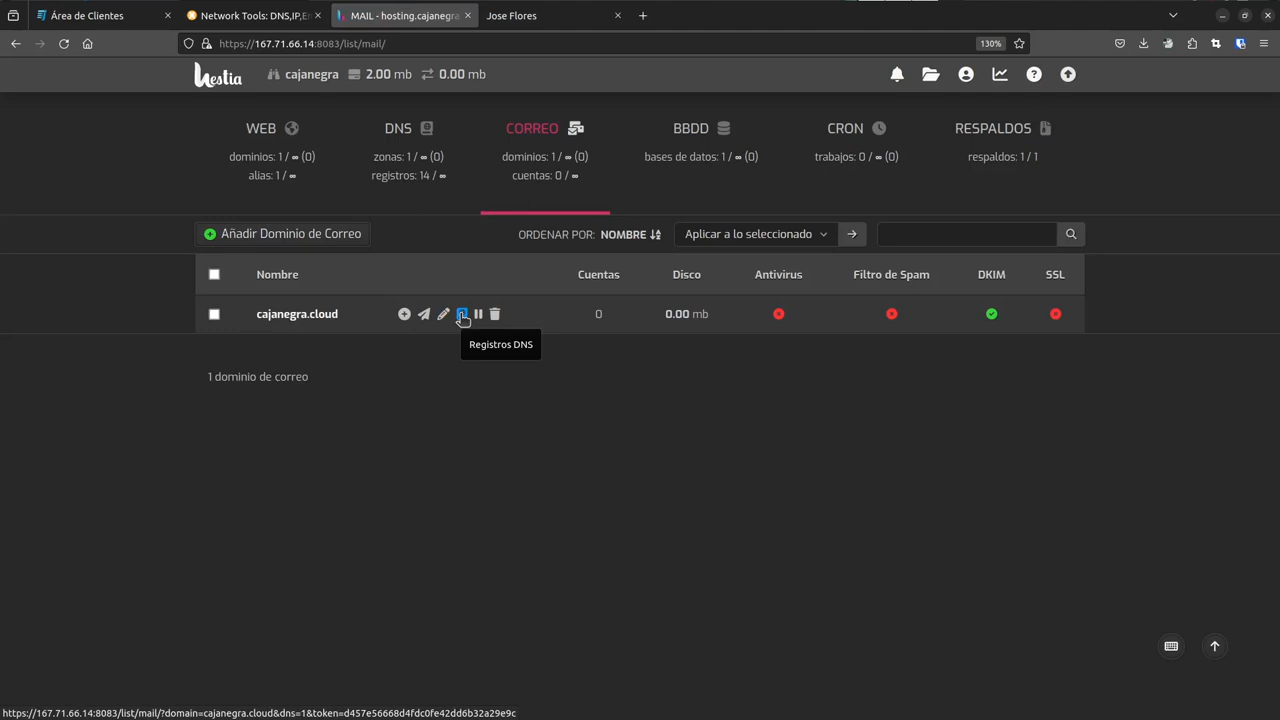 Área de Clientes
Network Tools: DNS,IP,Em
MAIL - hosting.cajanegra
Jose Flores
https://167.71.66.14:8083/list/mail/
130%
hestia
cajanegra
2.00 mb
0.00 mb
WEB
dominios: 1 / ∞ (0)
alias: 1 / ∞
DNS
zonas: 1 / ∞ (0)
registros: 14 / ∞
CORREO
dominios: 1 / ∞ (0)
cuentas: 0 / ∞
BBDD
bases de datos: 1 / ∞ (0)
CRON
trabajos: 0 / ∞ (0)
RESPALDOS
respaldos: 1 / 1
Añadir Dominio de Correo
ORDENAR POR: NOMBRE
Aplicar a lo seleccionado
Nombre
Cuentas
Disco
Antivirus
Filtro de Spam
DKIM
SSL
cajanegra.cloud
0
0.00 mb
Registros DNS
1 dominio de correo
https://167.71.66.14:8083/list/mail/?domain=cajanegra.cloud&dns=1&token=d457e56668d4fdc0fe42dd6b32a29e9c